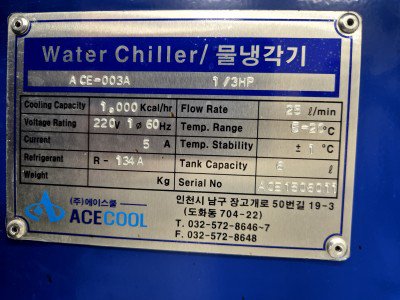 Water Chiller/ 물냉각기
ACE-003A 1/3HP
Cooling Capacity 1,000 Kcal/hr Flow Rate 25 ℓ/min
Voltage Rating 220V 1ø 60Hz Temp. Range 5-20°C
Current 5 A Temp. Stability ± 1 °C
Refrigerant R-134A Tank Capacity ℓ
Weight Kg Serial No
(주)에이스쿨
ACECOOL
인천시 남구 장고개로 50번길 19-3
(도화동 704-22)
T. 032-572-8646~7
F. 032-572-8648